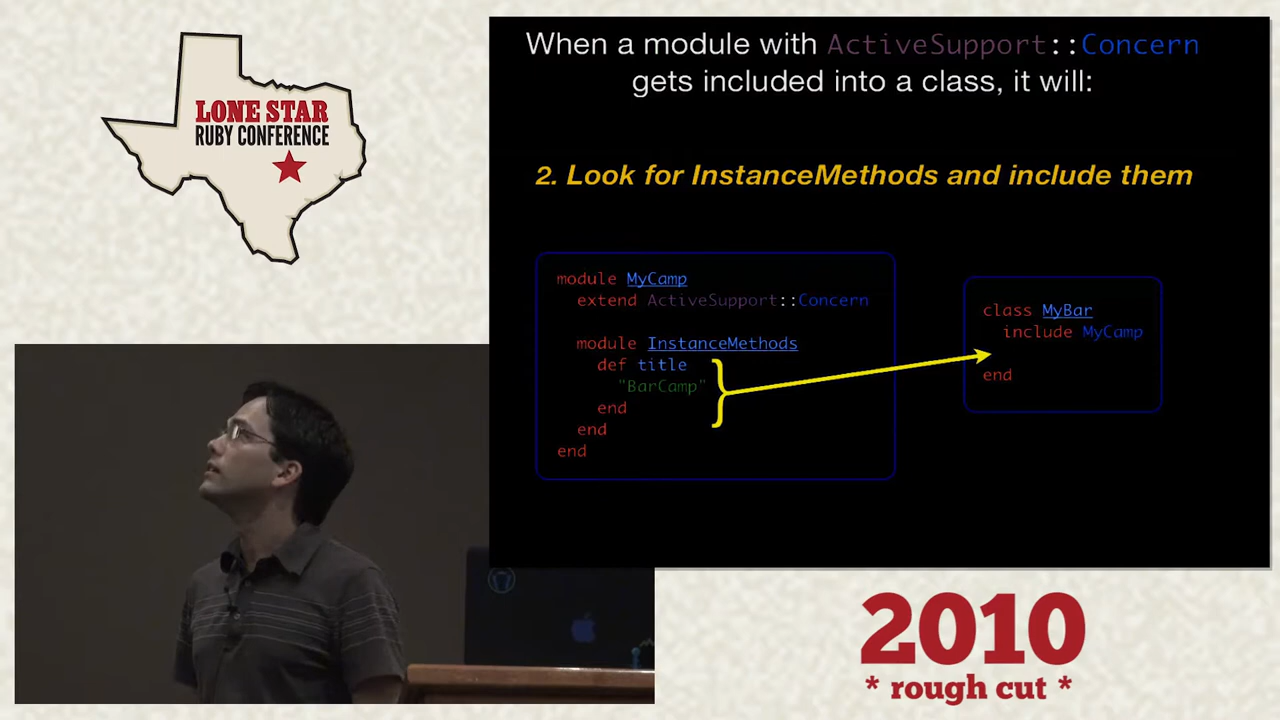 LONE STAR
RUBY CONFERENCE
When a module with ActiveSupport::Concern
gets included into a class, it will:
2. Look for InstanceMethods and include them
module MyCamp
extend ActiveSupport::Concern
module InstanceMethods
def title
"BarCamp"
end
end
end
class MyBar
include MyCamp
end
2010
* rough cut *